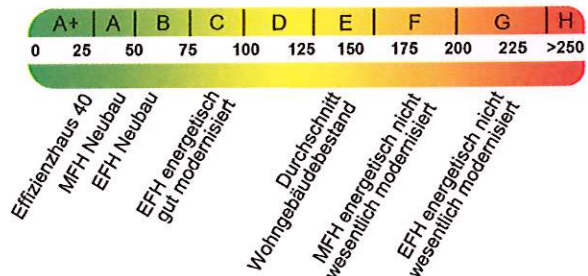 A+ A B C D E F G H
0 25 50 75 100 125 150 175 200 225 >250
Effizienzhaus 40
MFH Neubau
EFH Neubau
EFH energetisch
gut modernisiert
Durchschnitt
Wohngebäudebestand
MFH energetisch nicht
wesentlich modernisiert
EFH energetisch nicht
wesentlich modernisiert